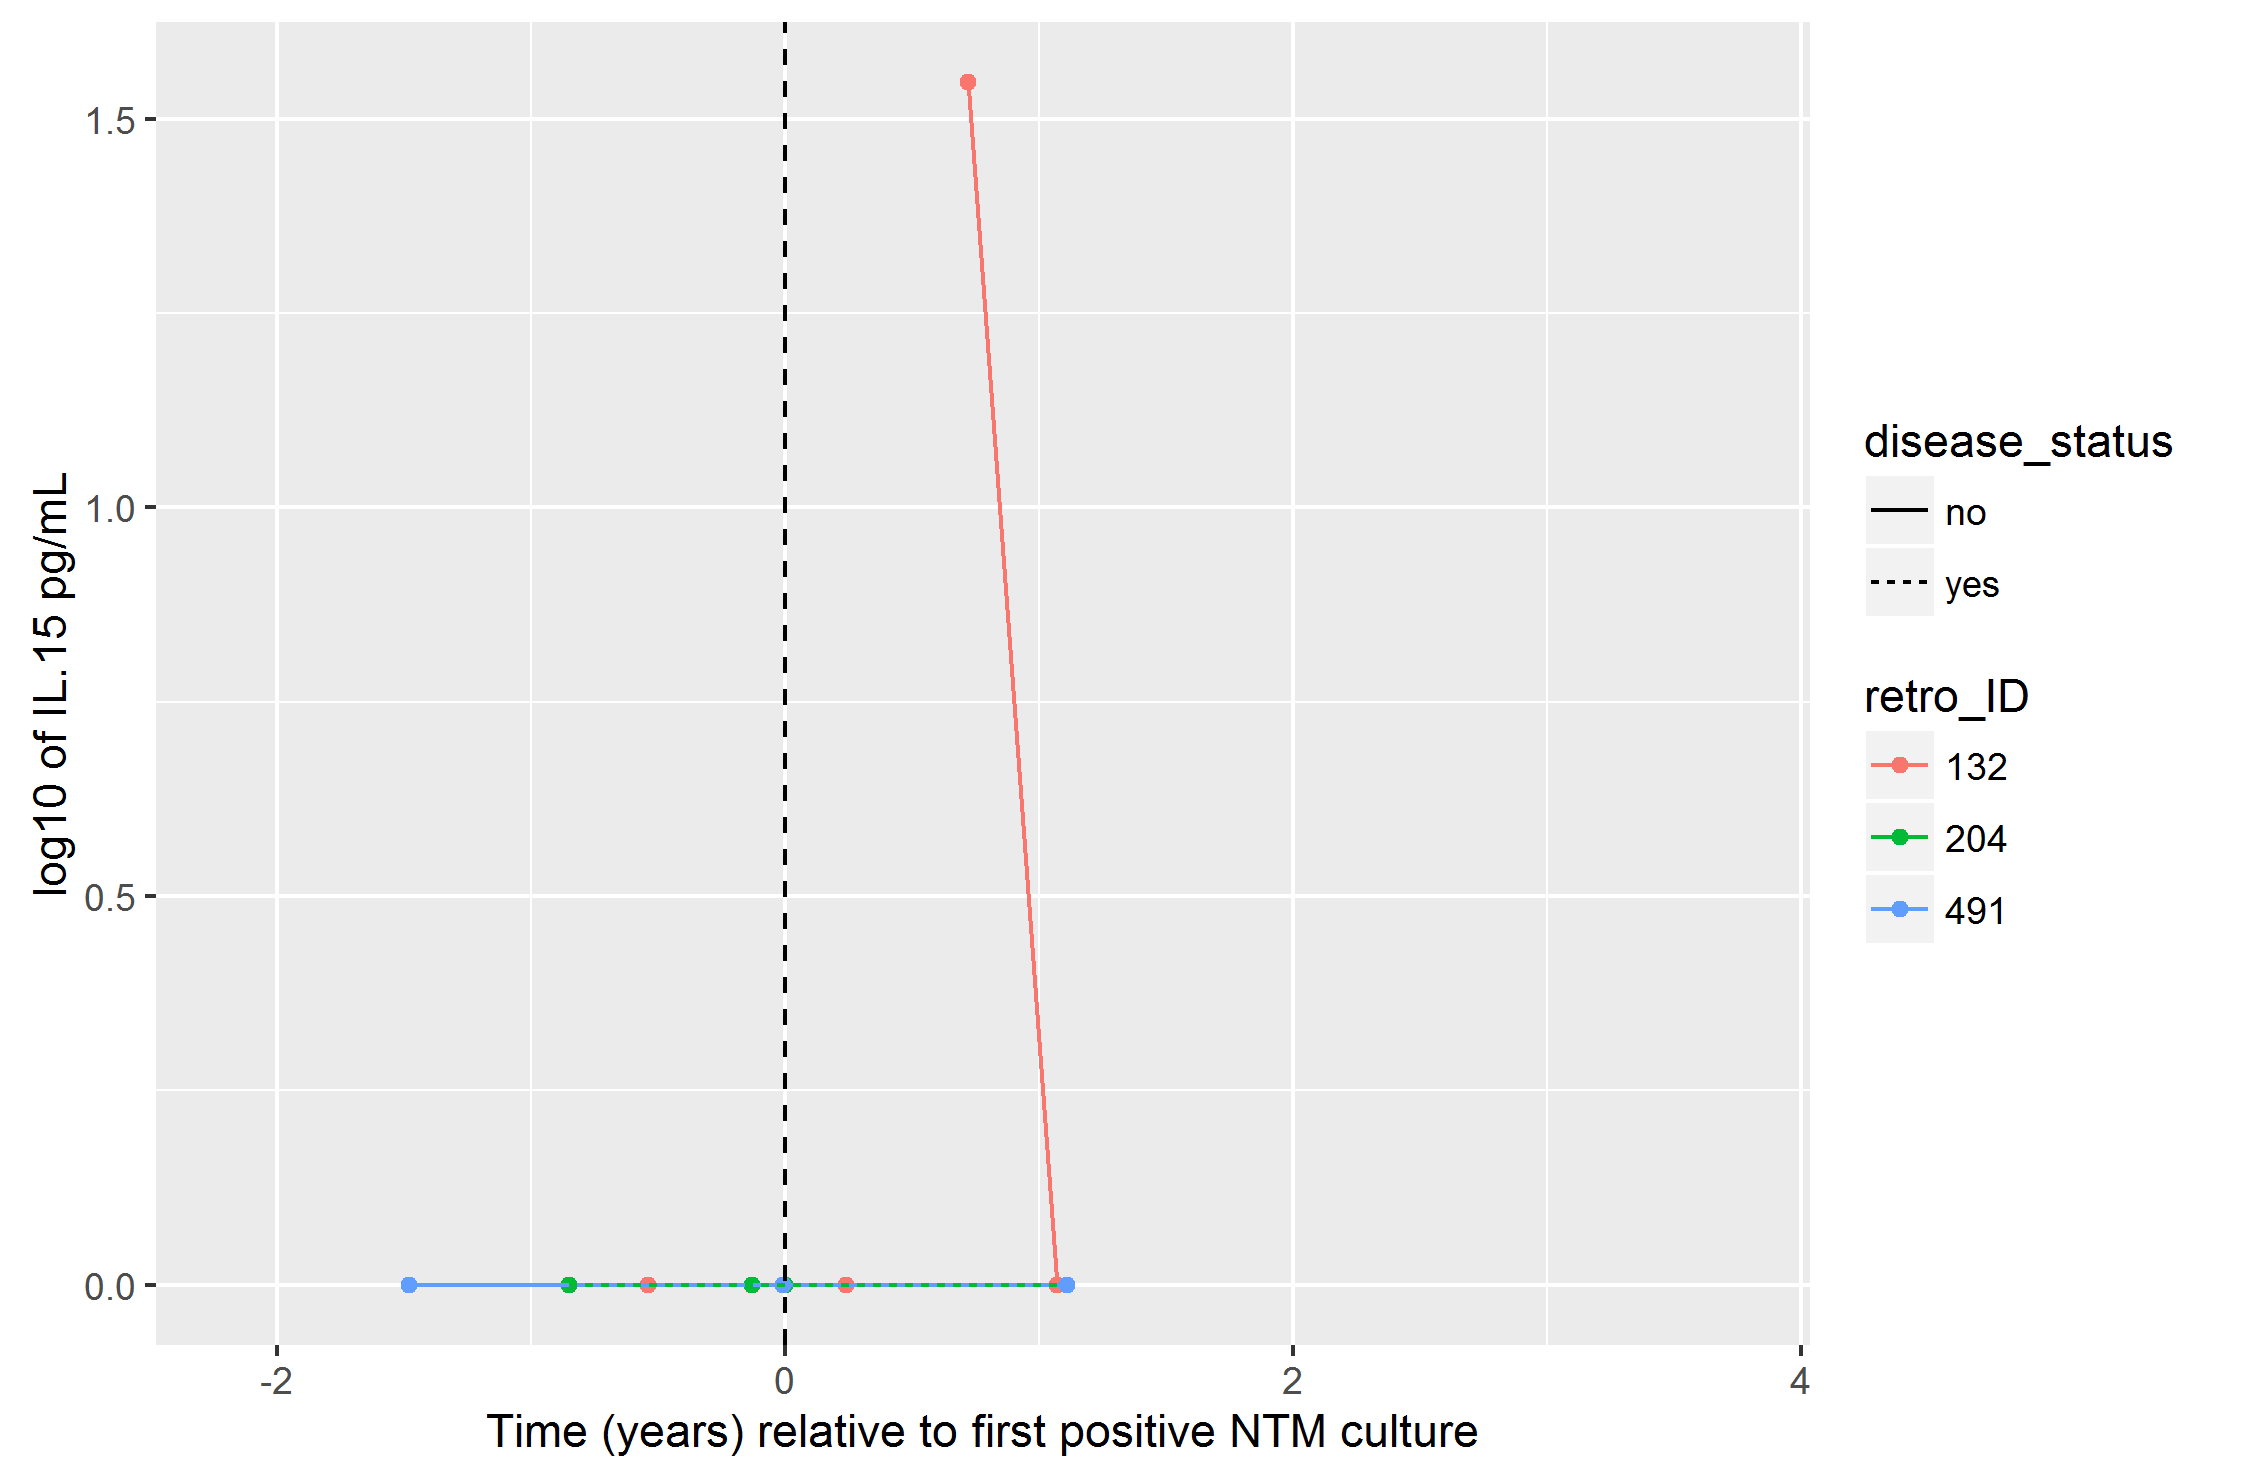 log10 of IL.15 pg/mL
1.5
1.0
0.5
0.0
-2 0 2 4
Time (years) relative to first positive NTM culture
disease_status
no
yes
retro_ID
132
204
491